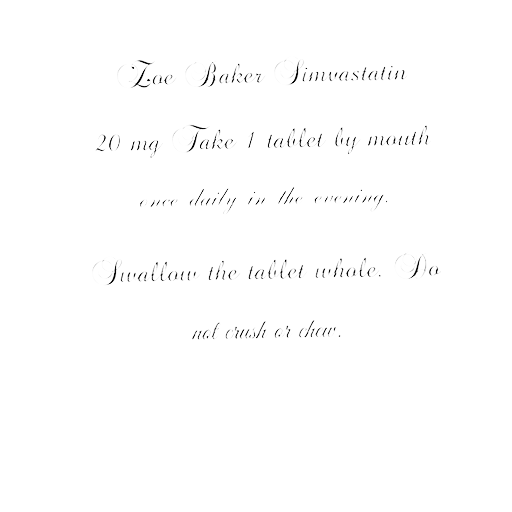 Zoe Baker Simvastatin
20 mg Take 1 tablet by mouth
once daily in the evening.
Swallow the tablet whole. Do
not crush or chew.